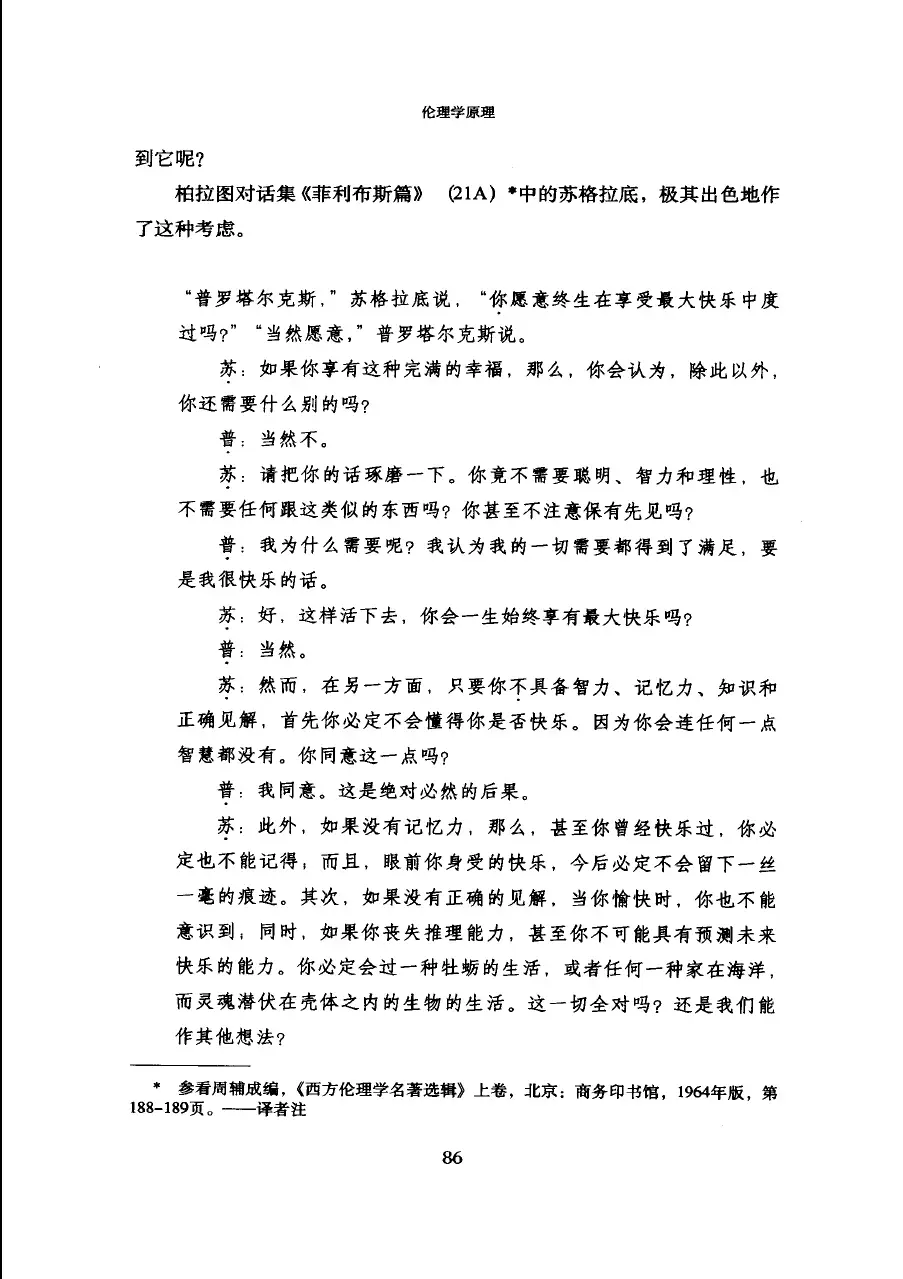 伦理学原理
到它呢?
柏拉图对话集《菲利布斯篇》 (21A) *中的苏格拉底，极其出色地作
了这种考虑。
“普罗塔尔克斯,”苏格拉底说，“你愿意终生在享受最大快乐中度
过吗?”“当然愿意,”普罗塔尔克斯说。
苏：如果你享有这种完满的幸福，那么，你会认为，除此以外，
你还需要什么别的吗?
普：当然不。
苏：请把你的话琢磨一下。你竟不需要聪明、智力和理性，也
不需要任何跟这类似的东西吗? 你甚至不注意保有先见吗?
普：我为什么需要呢? 我认为我的一切需要都得到了满足，要
是我很快乐的话。
苏：好，这样活下去，你会一生始终享有最大快乐吗?
普：当然。
苏：然而，在另一方面，只要你不具备智力、记忆力、知识和
正确见解，首先你必定不会懂得你是否快乐。因为你会连任何一点
智慧都没有。你同意这一点吗?
普：我同意。这是绝对必然的后果。
苏：此外，如果没有记忆力，那么，甚至你曾经快乐过，你必
定也不能记得；而且，眼前你身受的快乐，今后必定不会留下一丝
一毫的痕迹。其次，如果没有正确的见解，当你愉快时，你也不能
意识到；同时，如果你丧失推理能力，甚至你不可能具有预测未来
快乐的能力。你必定会过一种牡蛎的生活，或者任何一种家在海洋，
而灵魂潜伏在壳体之内的生物的生活。这一切全对吗? 还是我们能
作其他想法?
* 参看周辅成编，《西方伦理学名著选辑》上卷，北京：商务印书馆，1964年版，第
188-189页。——译者注
86